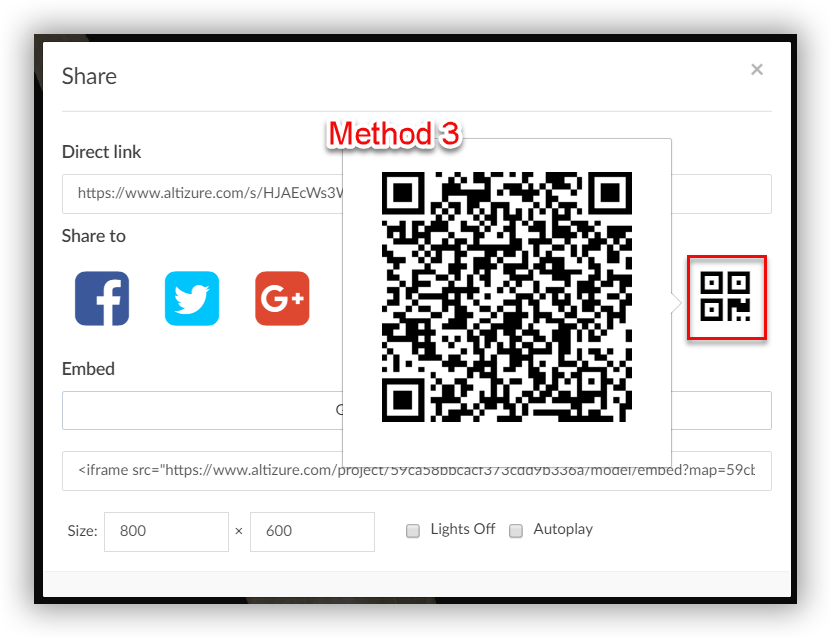 Share
×
Method 3
Direct link
https://www.altizure.com/s/HJAEcWs3
Share to
G+
Embed
<iframe src="https://www.altizure.com/project/59ca58bbcacf373cdd9b336a/model/embed?map=59cb
Size: 800 × 600 Lights Off Autoplay